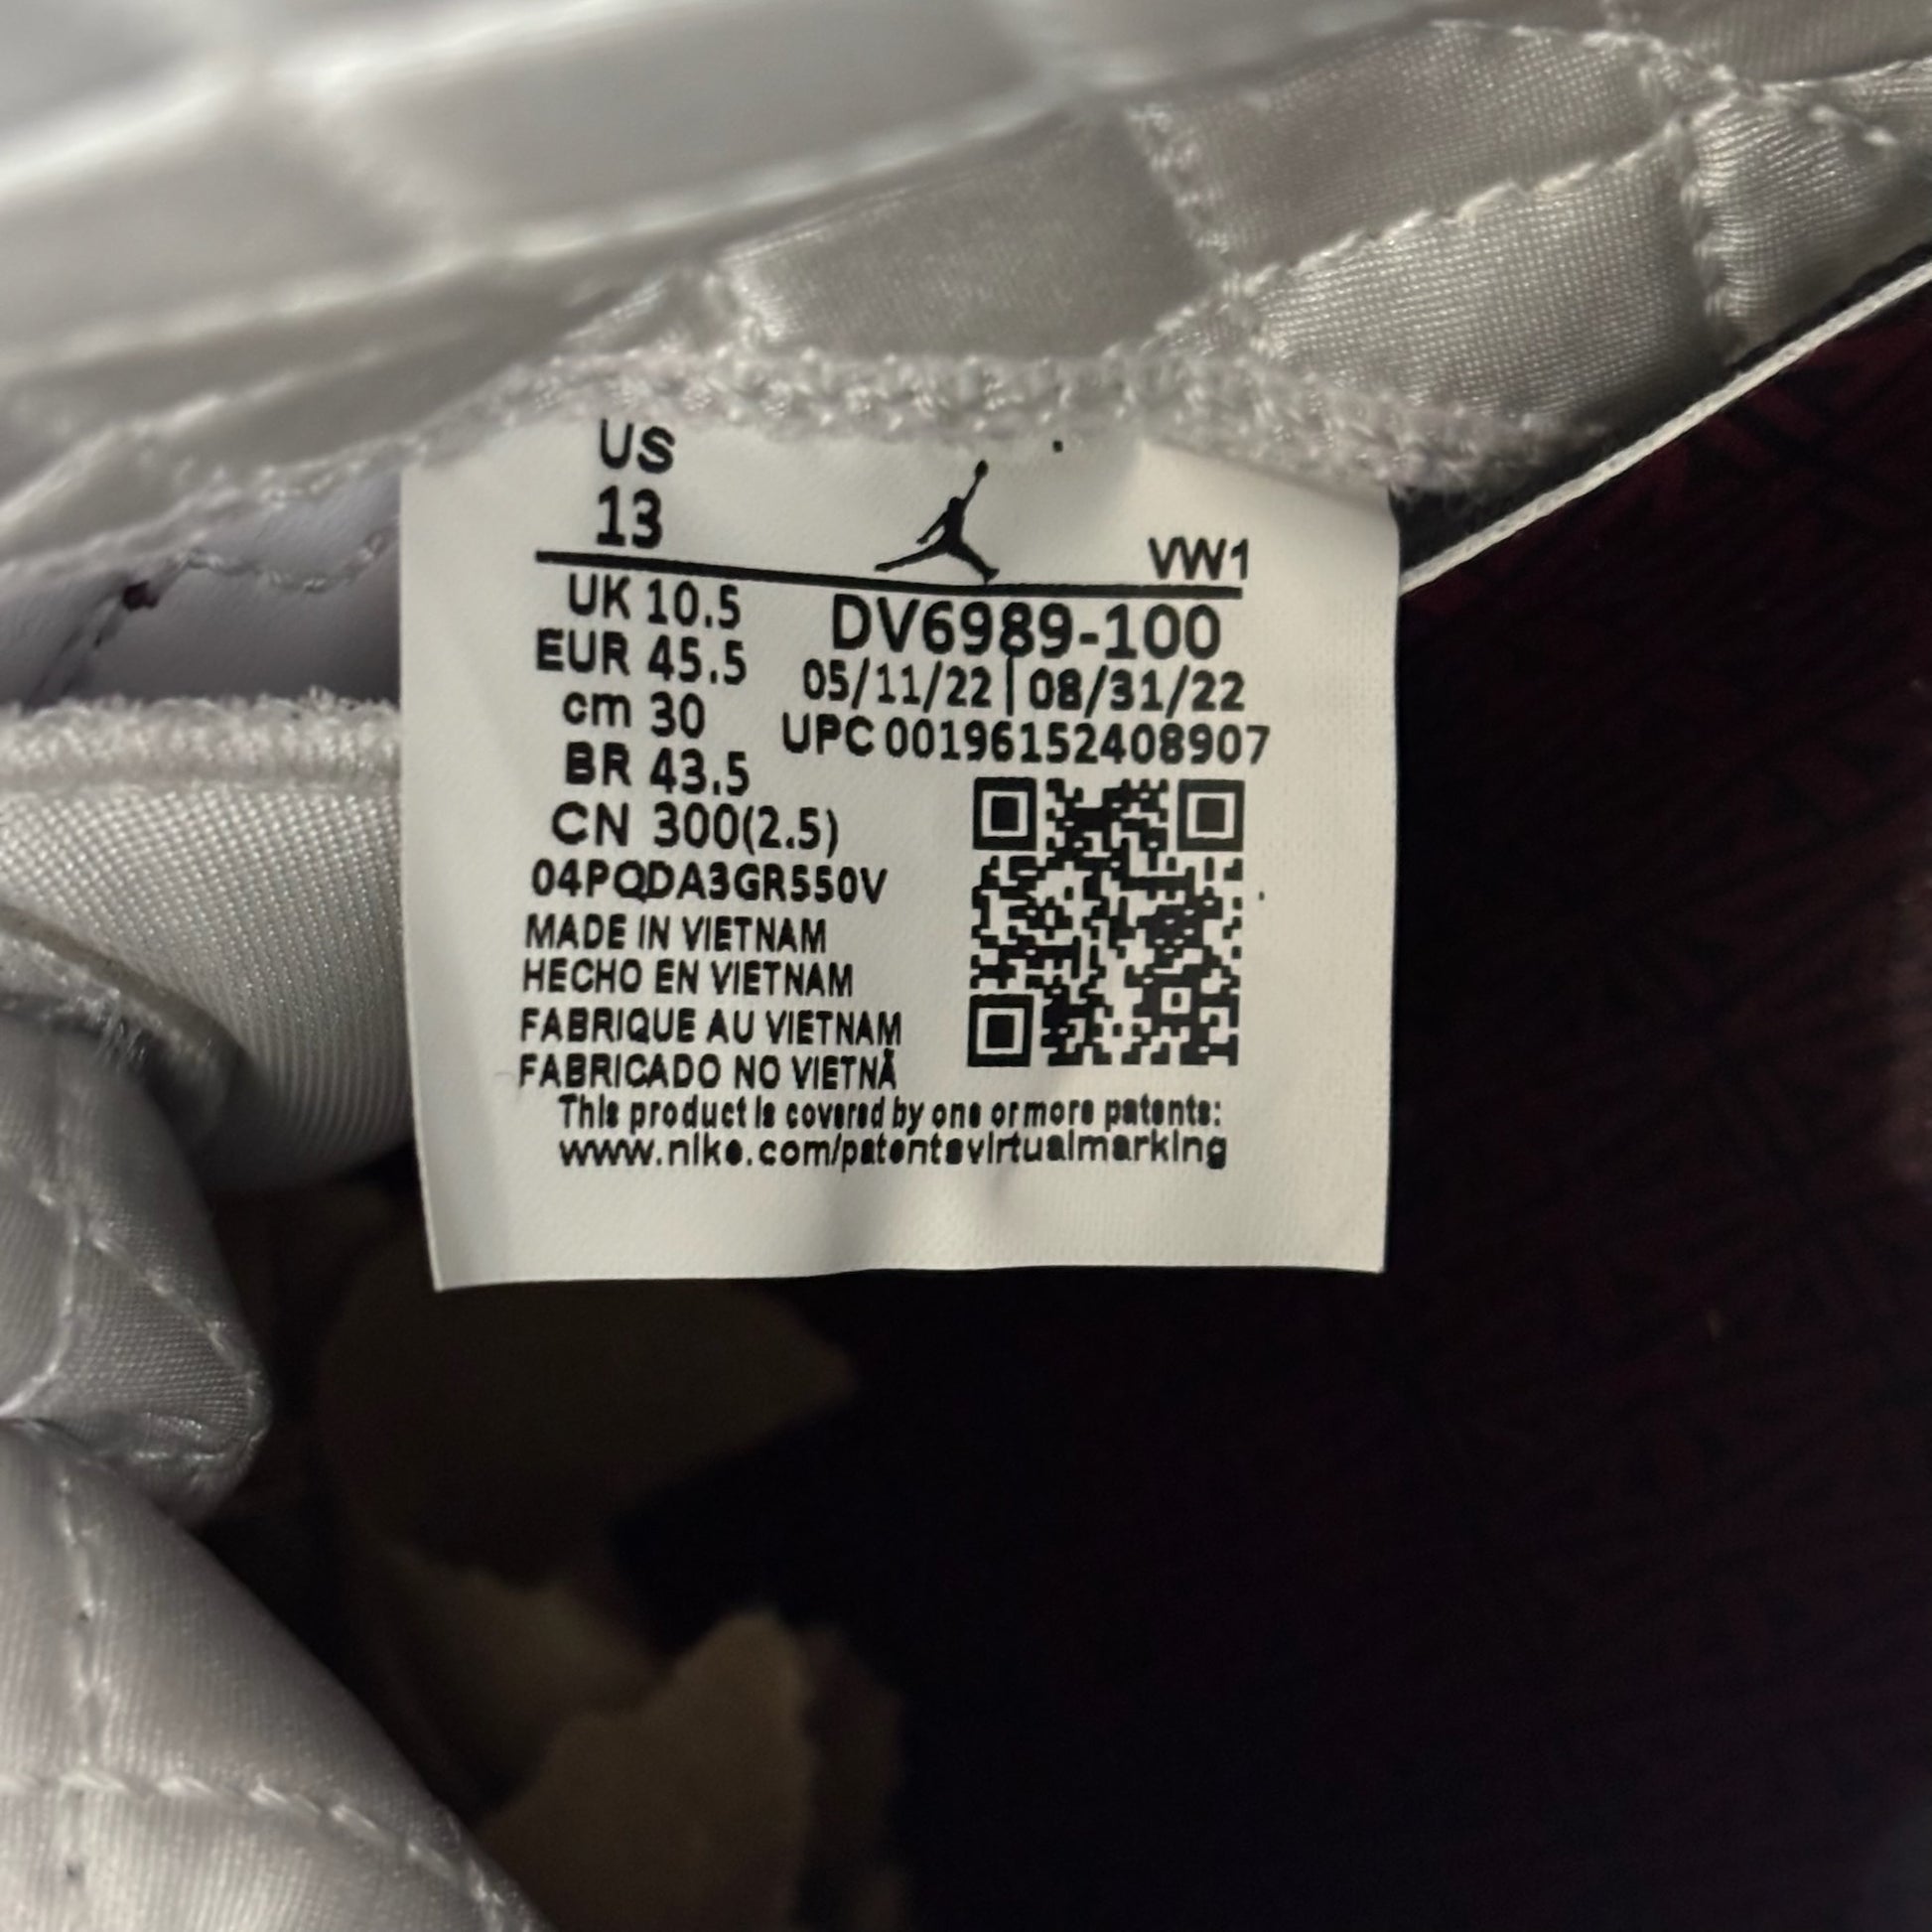 US
13
VW1
UK 10.5
EUR 45.5
cm 30
BR 43.5
CN 300(2.5)
DV6989-100
05/11/22 | 08/31/22
UPC 00196152408907
04PQDA3GR550V
MADE IN VIETNAM
HECHO EN VIETNAM
FABRIQUE AU VIETNAM
FABRICADO NO VIETNÃ
This product is covered by one or more patents:
www.nike.com/patentsvirtualmarking